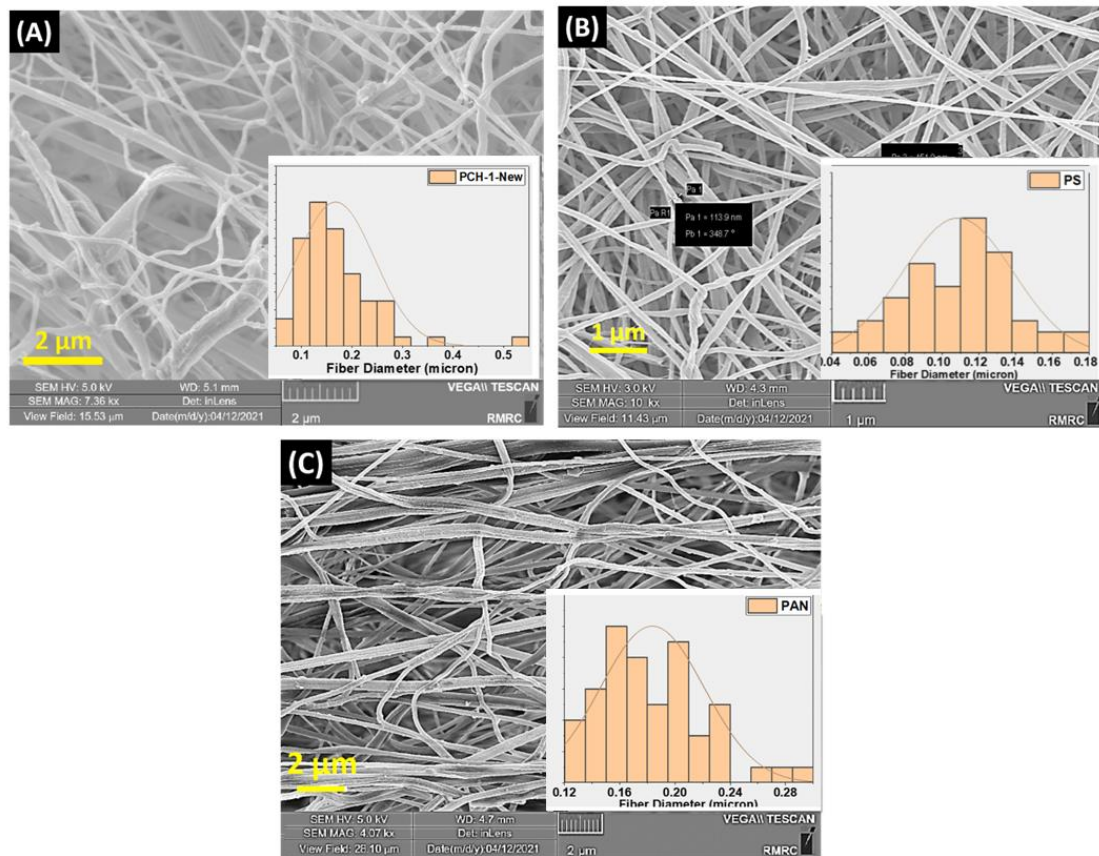 (A)
PCH-1-New
0.1 0.2 0.3 0.4 0.5
Fiber Diameter (micron)
2 μm
SEM HV: 5.0 kV WD: 5.1 mm VEGA\\ TESCAN
SEM MAG: 7.36 kx Det: InLens
View Field: 15.53 μm Date(m/d/y):04/12/2021 2 μm RMRC
(B)
Pa 1
Pa R1
Pa 1 = 113.9 nm
Pb 1 = 348.7 °
PS
0.04 0.06 0.08 0.10 0.12 0.14 0.16 0.18
Fiber Diameter (micron)
1 μm
SEM HV: 3.0 kV WD: 4.3 mm VEGA\\ TESCAN
SEM MAG: 10 kx Det: InLens
View Field: 11.43 μm Date(m/d/y):04/12/2021 1 μm RMRC
(C)
PAN
0.12 0.16 0.20 0.24 0.28
Fiber Diameter (micron)
2 μm
SEM HV: 5.0 kV WD: 4.7 mm VEGA\\ TESCAN
SEM MAG: 4.07 kx Det: InLens
View Field: 28.10 μm Date(m/d/y):04/12/2021 2 μm RMRC